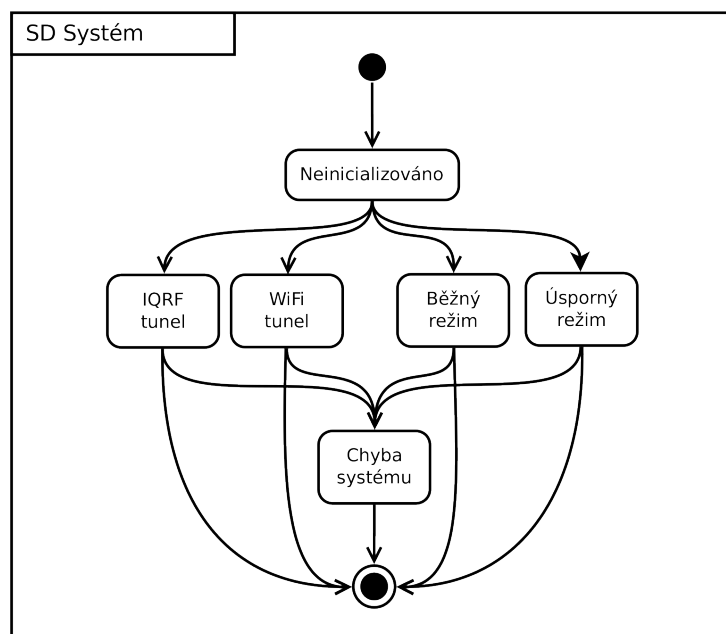 SD Systém
Neinicializováno
IQRF
tunel
WiFi
tunel
Běžný
režim
Úsporný
režim
Chyba
systému